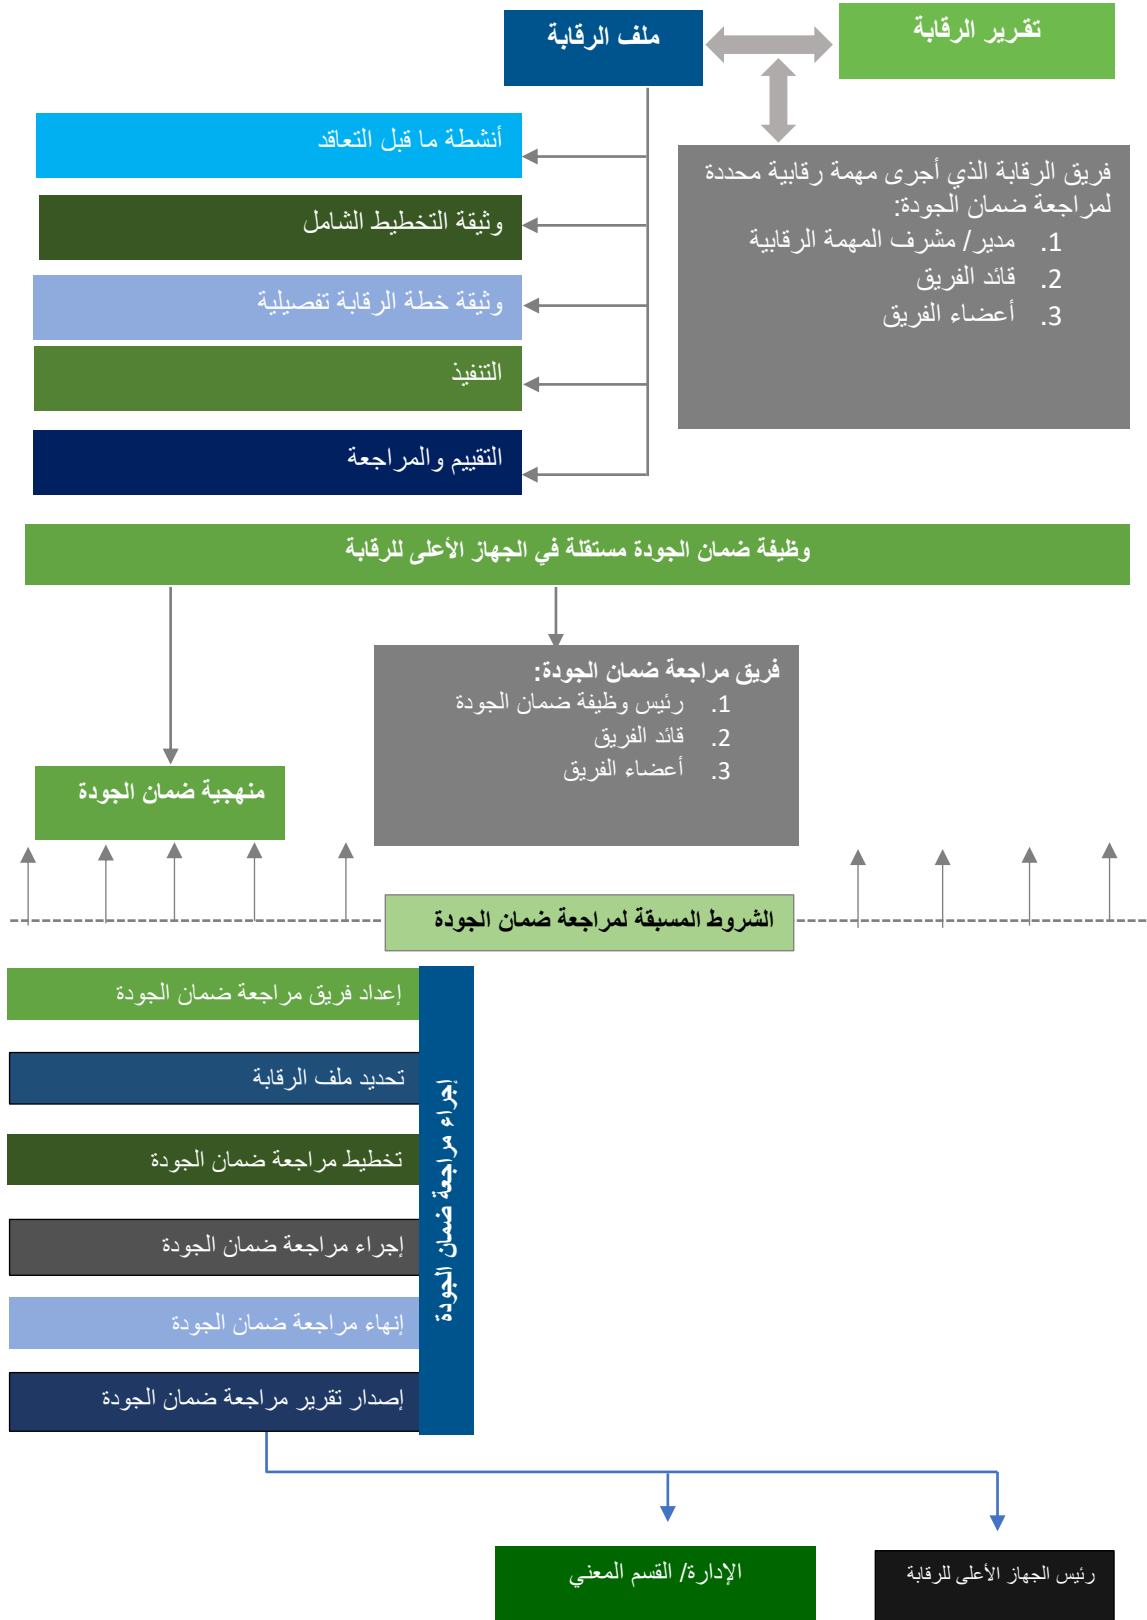 تقـرير الرقابة
ملف الرقابة
أنشطة ما قبل التعاقد
وثيقة التخطيط الشامل
وثيقة خطة الرقابة تفصيلية
التنفيذ
التقييم والمراجعة
فريق الرقابة الذي أجرى مهمة رقابية محددة
لمراجعة ضمان الجودة:
1. مدير/ مشرف المهمة الرقابية
2. قائد الفريق
3. أعضاء الفريق
وظيفة ضمان الجودة مستقلة في الجهاز الأعلى للرقابة
فريق مراجعة ضمان الجودة:
1. رئيس وظيفة ضمان الجودة
2. قائد الفريق
3. أعضاء الفريق
منهجية ضمان الجودة
الشروط المسبقة لمراجعة ضمان الجودة
إجراء مراجعة ضمان الجودة
إعداد فريق مراجعة ضمان الجودة
تحديد ملف الرقابة
تخطيط مراجعة ضمان الجودة
إجراء مراجعة ضمان الجودة
إنهاء مراجعة ضمان الجودة
إصدار تقرير مراجعة ضمان الجودة
رئيس الجهاز الأعلى للرقابة
الإدارة/ القسم المعني